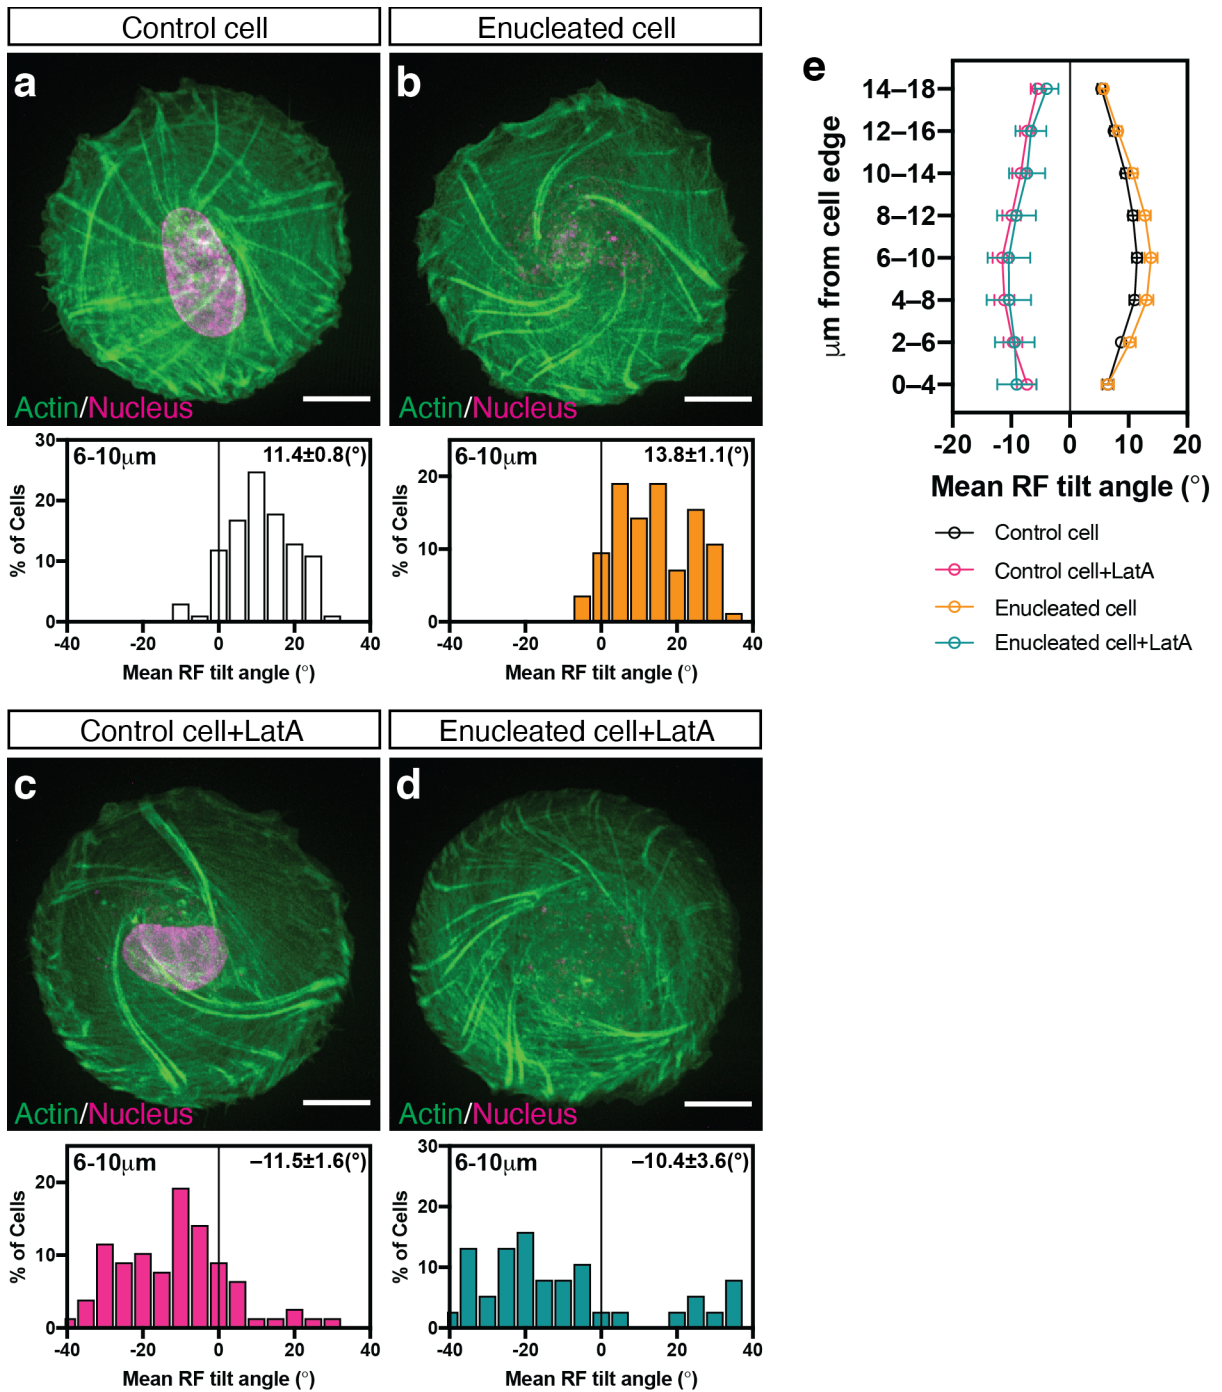 Control cell
Enucleated cell
a
b
Actin/Nucleus
Actin/Nucleus
6-10μm 11.4±0.8(°)
30
20
10
0
% of Cells
-40 -20 0 20 40
Mean RF tilt angle (°)
6-10μm 13.8±1.1(°)
20
10
0
% of Cells
-40 -20 0 20 40
Mean RF tilt angle (°)
Control cell+LatA
Enucleated cell+LatA
c
d
Actin/Nucleus
Actin/Nucleus
6-10μm –11.5±1.6(°)
20
10
0
% of Cells
-40 -20 0 20 40
Mean RF tilt angle (°)
6-10μm –10.4±3.6(°)
30
20
10
0
% of Cells
-40 -20 0 20 40
Mean RF tilt angle (°)
e
μm from cell edge
14–18
12–16
10–14
8–12
6–10
4–8
2–6
0–4
-20 -10 0 10 20
Mean RF tilt angle (°)
Control cell
Control cell+LatA
Enucleated cell
Enucleated cell+LatA